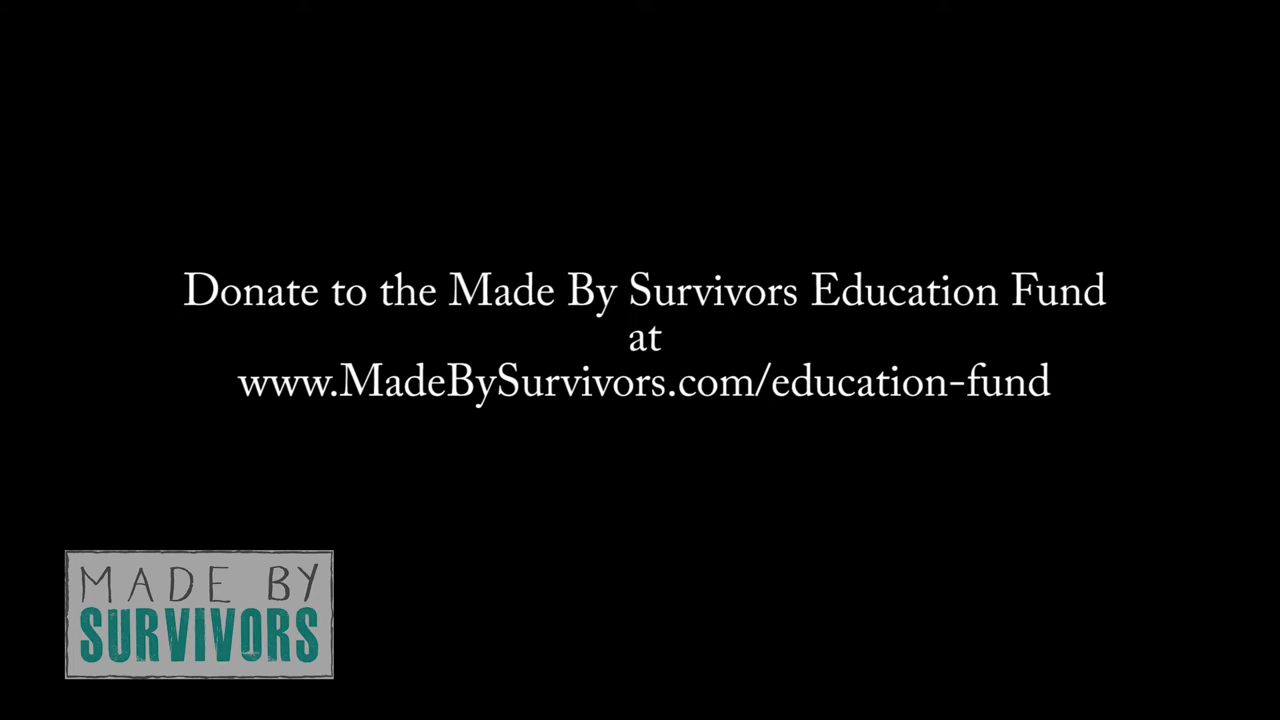 Donate to the Made By Survivors Education Fund
at
www.MadeBySurvivors.com/education-fund
MADE BY
SURVIVORS